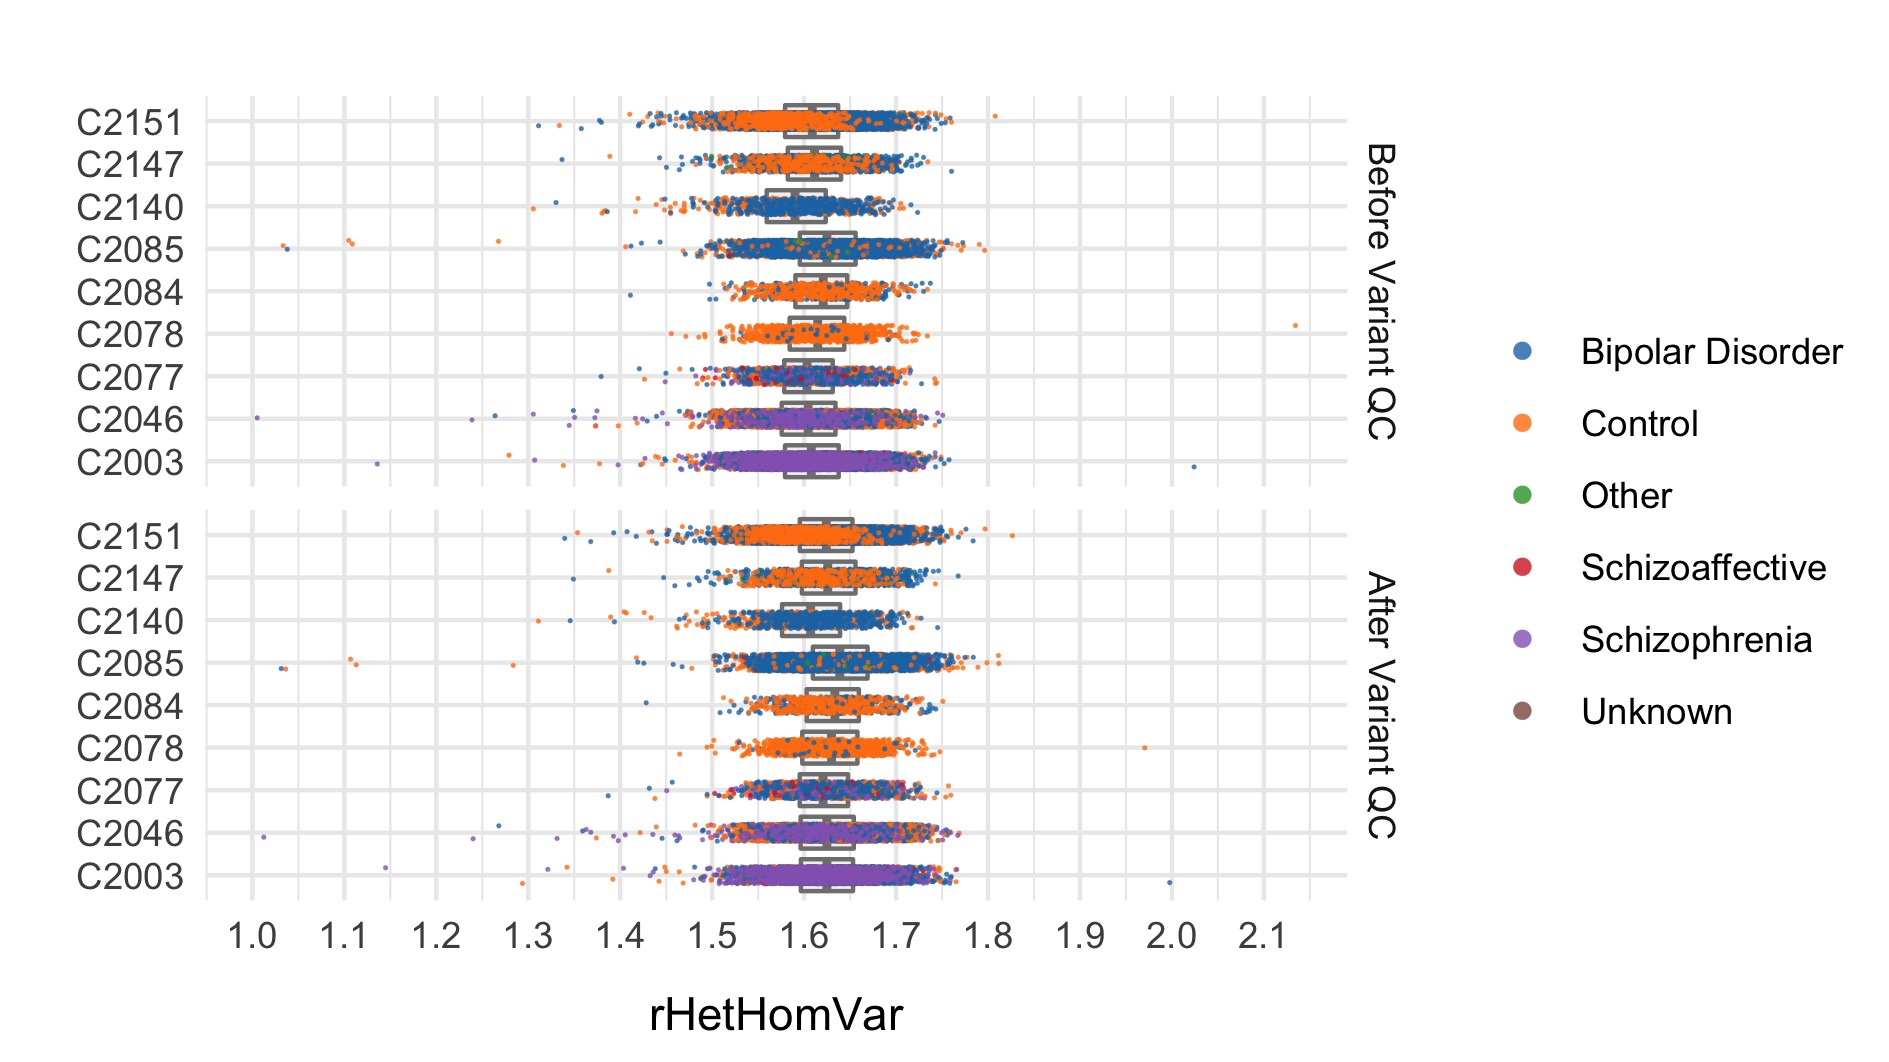 C2151
C2147
C2140
C2085
C2084
C2078
C2077
C2046
C2003
Before Variant QC
C2151
C2147
C2140
C2085
C2084
C2078
C2077
C2046
C2003
After Variant QC
1.0 1.1 1.2 1.3 1.4 1.5 1.6 1.7 1.8 1.9 2.0 2.1
rHetHomVar
Bipolar Disorder
Control
Other
Schizoaffective
Schizophrenia
Unknown